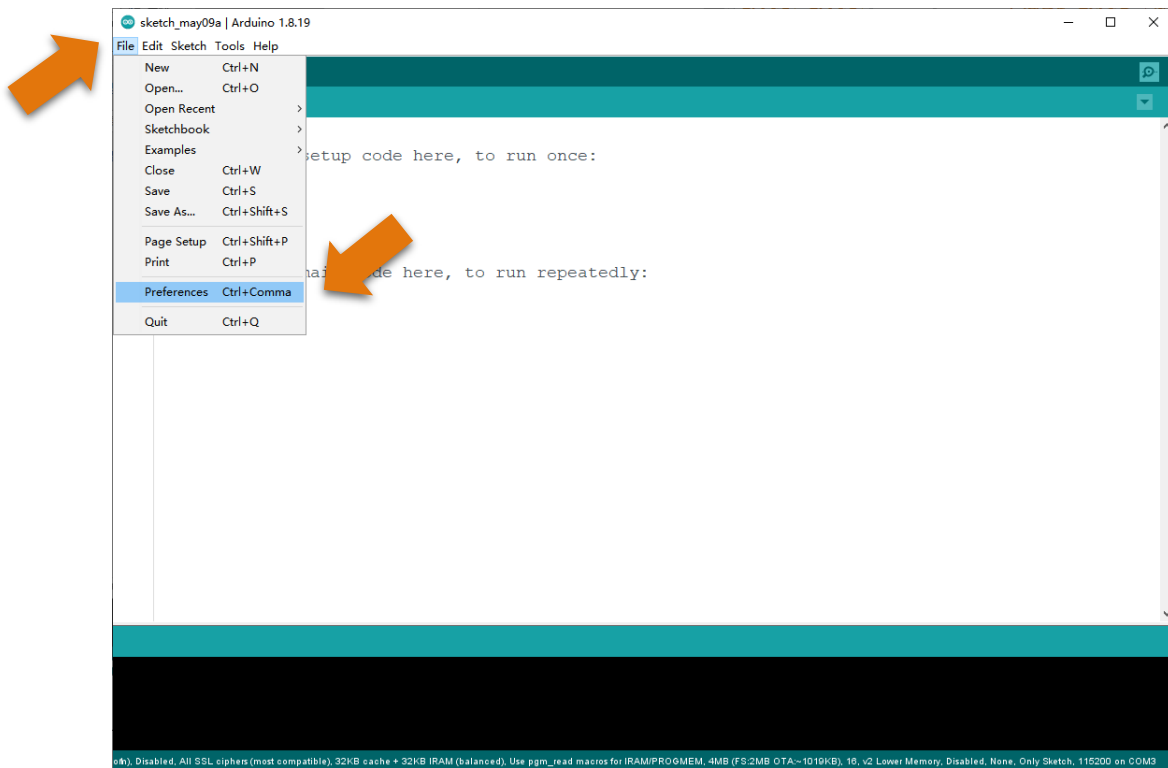 sketch_may09a | Arduino 1.8.19
File Edit Sketch Tools Help
New Ctrl+N
Open... Ctrl+O
Open Recent
Sketchbook
Examples
setup code here, to run once:
Close Ctrl+W
Save Ctrl+S
Save As... Ctrl+Shift+S
Page Setup Ctrl+Shift+P
Print Ctrl+P
here, to run repeatedly:
Preferences Ctrl+Comma
Quit Ctrl+Q
Disabled, All SSL ciphers (most compatible), 32KB cache + 32KB IRAM (balanced), Use pgm_read macros for IRAM/PROGMEM, 4MB (FS:2MB OTA:~1019KB), 16, v2 Lower Memory, Disabled, None, Only Sketch, 115200 on COM3